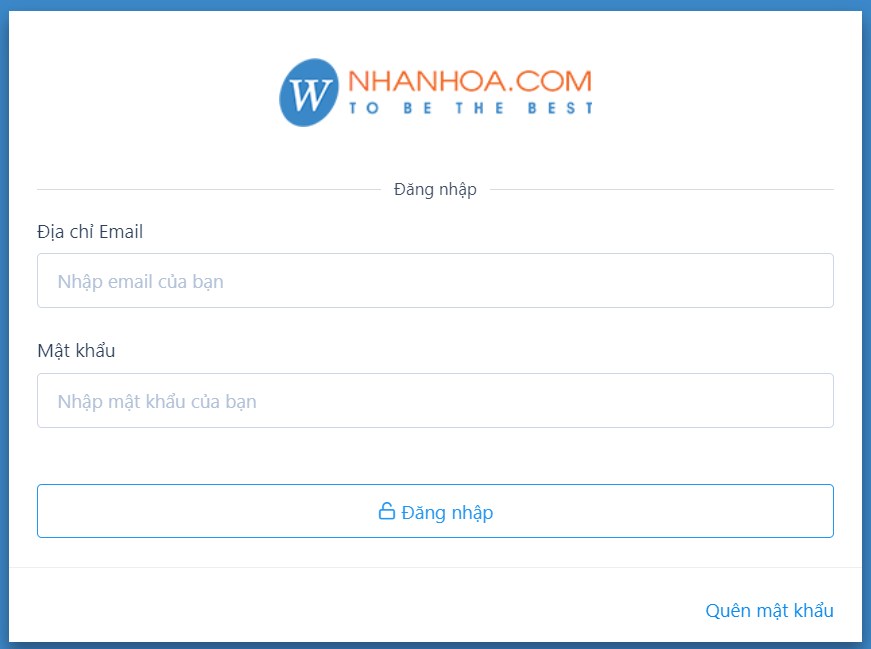 W NHANHOA.COM
TO BE THE BEST
Đăng nhập
Địa chỉ Email
Nhập email của bạn
Mật khẩu
Nhập mật khẩu của bạn
Đăng nhập
Quên mật khẩu